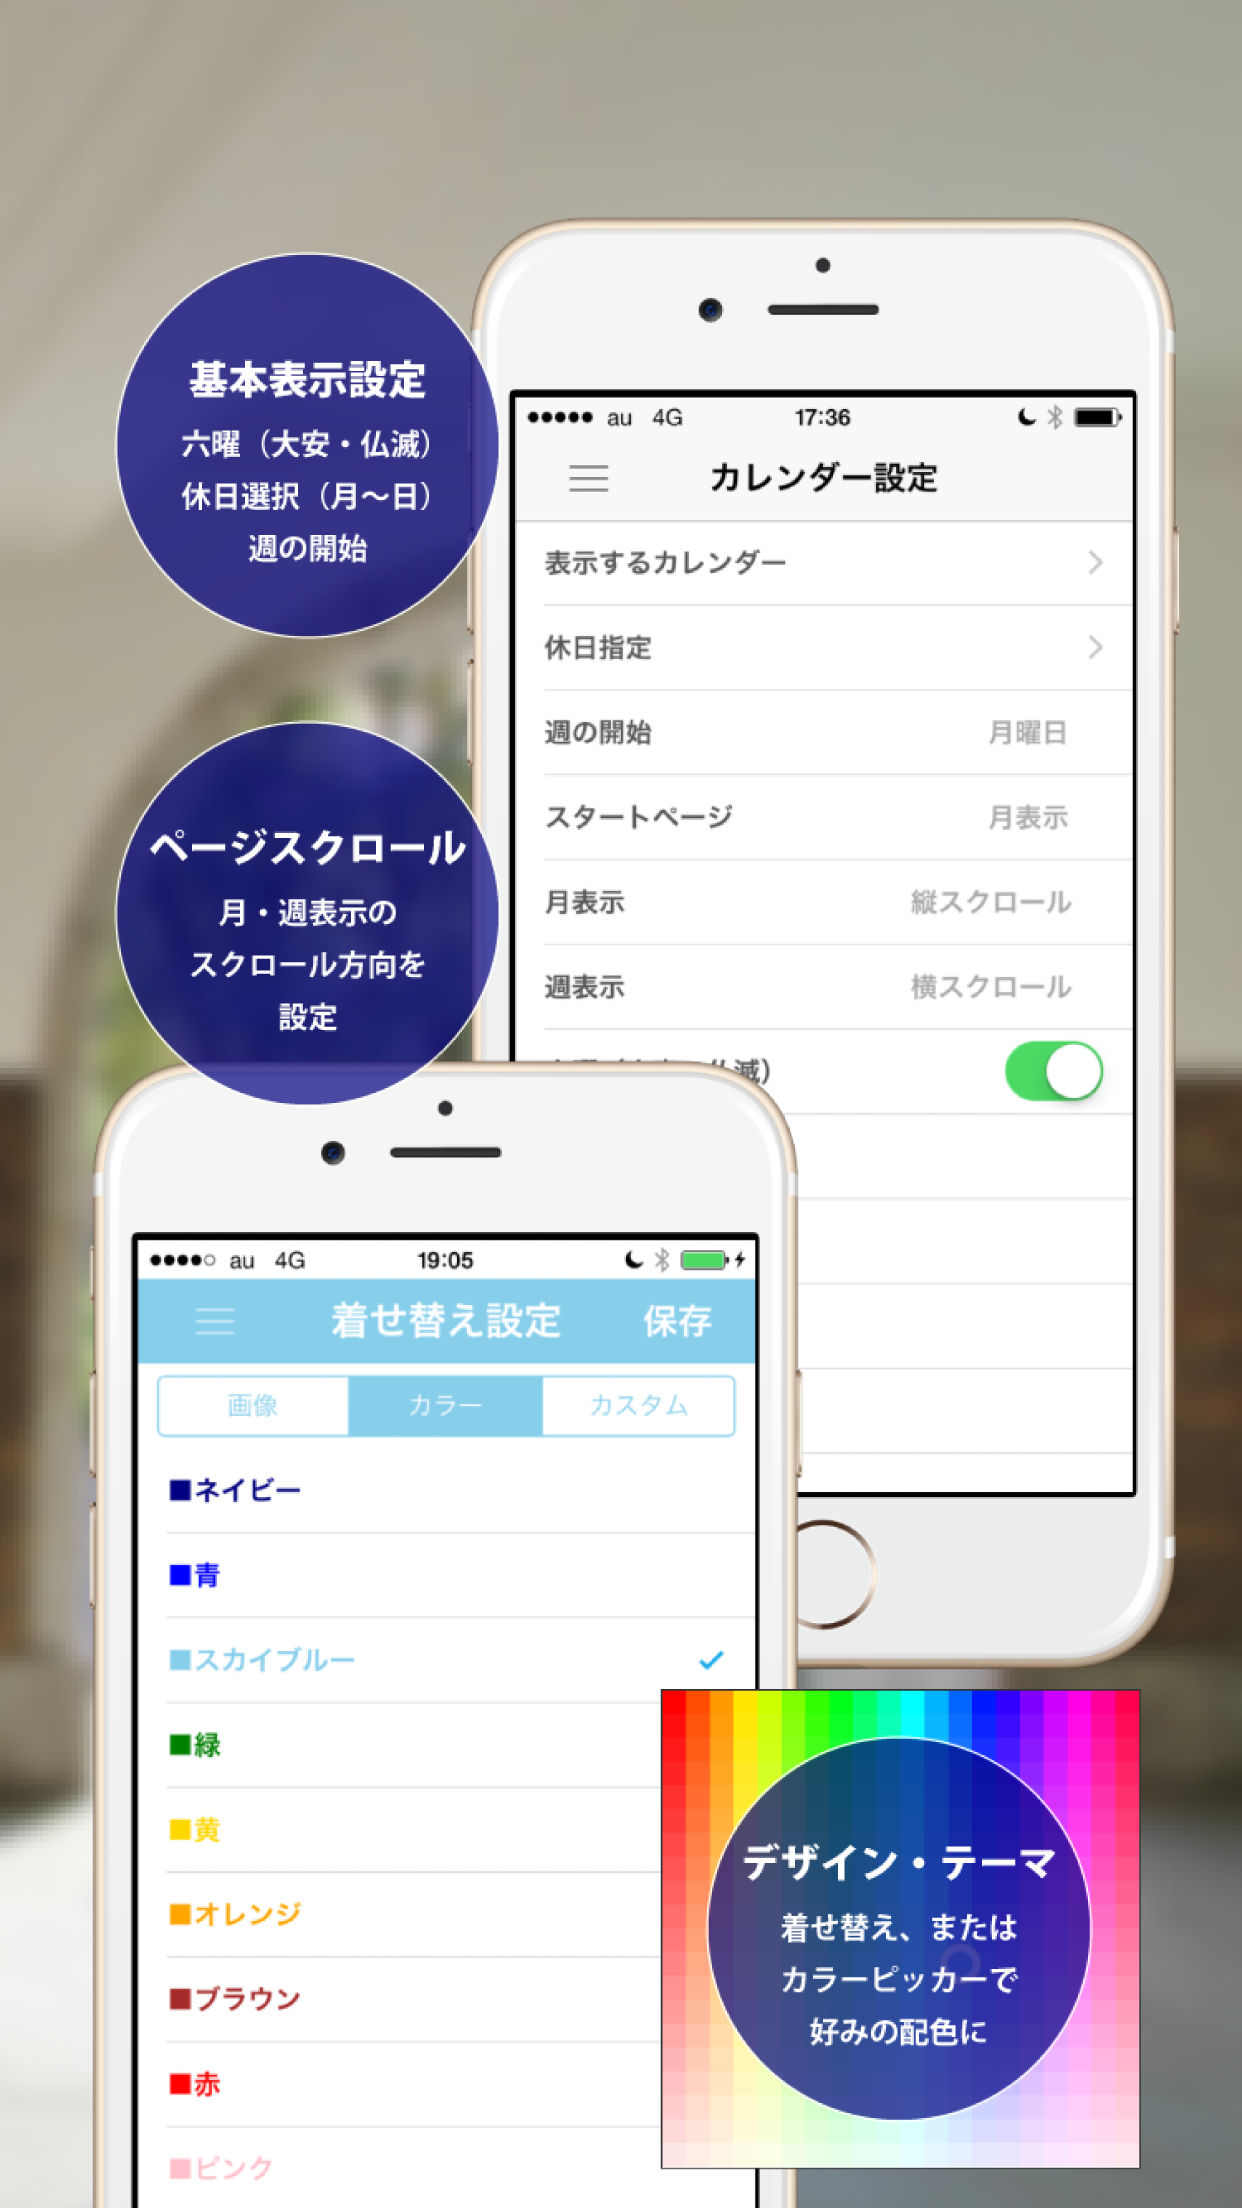 基本表示設定
六曜（大安・仏滅）
休日選択（月〜日）
週の開始
ページスクロール
月・週表示の
スクロール方向を
設定
au 4G 17:36
カレンダー設定
表示するカレンダー
休日指定
週の開始 月曜日
スタートページ 月表示
月表示 縦スクロール
週表示 横スクロール
仏滅）
au 4G 19:05
着せ替え設定 保存
画像 カラー カスタム
■ネイビー
■青
■スカイブルー
■緑
■黄
■オレンジ
■ブラウン
■赤
■ピンク
デザイン・テーマ
着せ替え、または
カラーピッカーで
好みの配色に